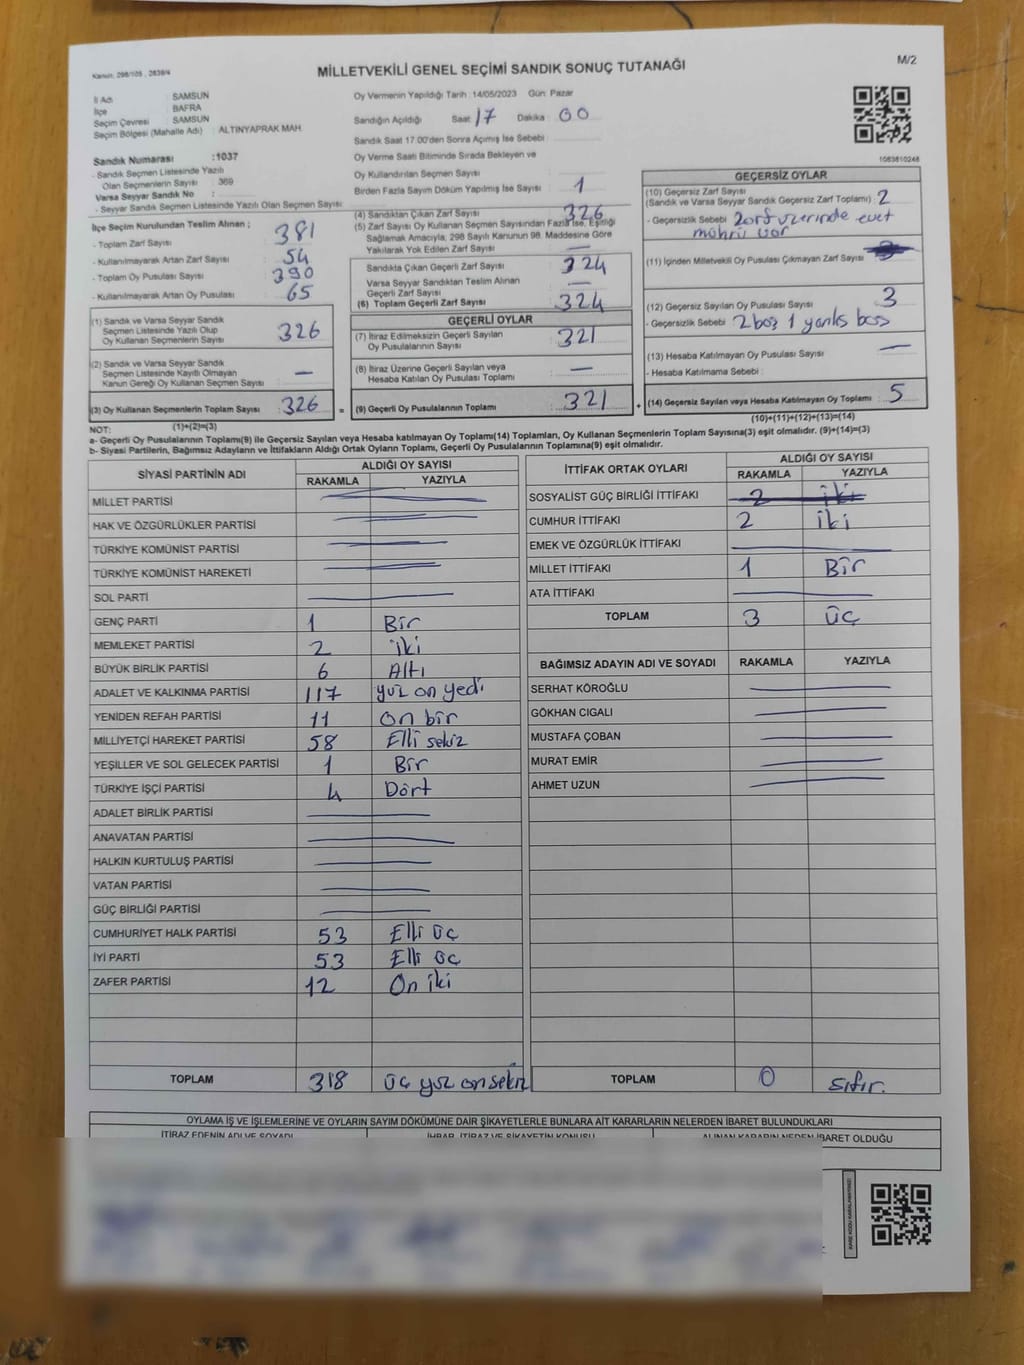 Kanun: 298/105 , 2839/4
MİLLETVEKİLİ GENEL SEÇİMİ SANDIK SONUÇ TUTANAĞI
M/2
İl Adı : SAMSUN
İlçe : BAFRA
Seçim Çevresi : SAMSUN
Seçim Bölgesi (Mahalle Adı) : ALTINYAPRAK MAH.
Sandık Numarası :1037
- Sandık Seçmen Listesinde Yazılı
Olan Seçmenlerin Sayısı : 369
Varsa Seyyar Sandık No :
- Seyyar Sandık Seçmen Listesinde Yazılı Olan Seçmen Sayısı
Oy Vermenin Yapıldığı Tarih :14/05/2023 Gün: Pazar
Sandığın Açıldığı Saat 17 Dakika 00
Sandık Saat 17.00'den Sonra Açımış İse Sebebi :
Oy Verme Saati Bitiminde Sırada Bekleyen ve
Oy Kullandırılan Seçmen Sayısı
Birden Fazla Sayım Döküm Yapılmış İse Sayısı : 1
1083810248
İlçe Seçim Kurulundan Teslim Alınan ;
- Toplam Zarf Sayısı : 381
- Kullanılmayarak Artan Zarf Sayısı : 54
- Toplam Oy Pusulası Sayısı : 390
- Kullanılmayarak Artan Oy Pusulası : 65
(1) Sandık ve Varsa Seyyar Sandık
Seçmen Listesinde Yazılı Olup
Oy Kullanan Seçmenlerin Sayısı : 326
(2) Sandık ve Varsa Seyyar Sandık
Seçmen Listesinde Kayıtlı Olmayan
Kanun Gereği Oy Kullanan Seçmen Sayısı : —
(3) Oy Kullanan Seçmenlerin Toplam Sayısı : 326
(1)+(2)=(3)
(4) Sandıktan Çıkan Zarf Sayısı : 326
(5) Zarf Sayısı Oy Kullanan Seçmen Sayısından Fazla İse, Eşitliği
Sağlamak Amacıyla, 298 Sayılı Kanunun 98. Maddesine Göre
Yakılarak Yok Edilen Zarf Sayısı : —
Sandıkta Çıkan Geçerli Zarf Sayısı : 324
Varsa Seyyar Sandıktan Teslim Alınan
Geçerli Zarf Sayısı : —
(6) Toplam Geçerli Zarf Sayısı : 324
GEÇERLİ OYLAR
(7) İtiraz Edilmeksizin Geçerli Sayılan
Oy Pusulalarının Sayısı : 321
(8) İtiraz Üzerine Geçerli Sayılan veya
Hesaba Katılan Oy Pusulası Toplamı : —
= (9) Geçerli Oy Pusulalarının Toplamı : 321
GEÇERSİZ OYLAR
(10) Geçersiz Zarf Sayısı
(Sandık ve Varsa Seyyar Sandık Geçersiz Zarf Toplamı) : 2
- Geçersizlik Sebebi : zarf üzerinde evet
mührü var
(11) İçinden Milletvekili Oy Pusulası Çıkmayan Zarf Sayısı :
(12) Geçersiz Sayılan Oy Pusulası Sayısı : 3
- Geçersizlik Sebebi : 2 boş 1 yanlış bası
(13) Hesaba Katılmayan Oy Pusulası Sayısı : —
- Hesaba Katılmama Sebebi :
+ (14) Geçersiz Sayılan veya Hesaba Katılmayan Oy Toplamı : 5
(10)+(11)+(12)+(13)=(14)
NOT:
a- Geçerli Oy Pusulalarının Toplamı(9) ile Geçersiz Sayılan veya Hesaba katılmayan Oy Toplamı(14) Toplamları, Oy Kullanan Seçmenlerin Toplam Sayısına(3) eşit olmalıdır. (9)+(14)=(3)
b- Siyasi Partilerin, Bağımsız Adayların ve İttifakların Aldığı Ortak Oyların Toplamı, Geçerli Oy Pusulalarının Toplamına(9) eşit olmalıdır.
SİYASİ PARTİNİN ADI ALDIĞI OY SAYISI
RAKAMLA YAZIYLA
MİLLET PARTİSİ
HAK VE ÖZGÜRLÜKLER PARTİSİ
TÜRKİYE KOMÜNİST PARTİSİ
TÜRKİYE KOMÜNİST HAREKETİ
SOL PARTİ
GENÇ PARTİ 1 Bir
MEMLEKET PARTİSİ 2 iki
BÜYÜK BİRLİK PARTİSİ 6 Altı
ADALET VE KALKINMA PARTİSİ 117 yüz on yedi
YENİDEN REFAH PARTİSİ 11 on bir
MİLLİYETÇİ HAREKET PARTİSİ 58 Elli sekiz
YEŞİLLER VE SOL GELECEK PARTİSİ 1 Bir
TÜRKİYE İŞÇİ PARTİSİ 4 Dört
ADALET BİRLİK PARTİSİ
ANAVATAN PARTİSİ
HALKIN KURTULUŞ PARTİSİ
VATAN PARTİSİ
GÜÇ BİRLİĞİ PARTİSİ
CUMHURİYET HALK PARTİSİ 53 Elli üç
İYİ PARTİ 53 Elli üç
ZAFER PARTİSİ 12 On iki
TOPLAM 318 üç yüz on sekiz
İTTİFAK ORTAK OYLARI ALDIĞI OY SAYISI
RAKAMLA YAZIYLA
SOSYALİST GÜÇ BİRLİĞİ İTTİFAKI 2 iki
CUMHUR İTTİFAKI 2 iki
EMEK VE ÖZGÜRLÜK İTTİFAKI
MİLLET İTTİFAKI 1 Bir
ATA İTTİFAKI
TOPLAM 3 üç
BAĞIMSIZ ADAYIN ADI VE SOYADI RAKAMLA YAZIYLA
SERHAT KÖROĞLU
GÖKHAN CIGALI
MUSTAFA ÇOBAN
MURAT EMİR
AHMET UZUN
TOPLAM 0 sıfır.
OYLAMA İŞ VE İŞLEMLERİNE VE OYLARIN SAYIM DÖKÜMÜNE DAİR ŞİKAYETLERLE BUNLARA AİT KARARLARIN NELERDEN İBARET BULUNDUKLARI
İTİRAZ EDENİN ADI VE SOYADI İHBAR, İTİRAZ VE ŞİKAYETİN KONUSU ALINAN KARARIN NEDEN İBARET OLDUĞU